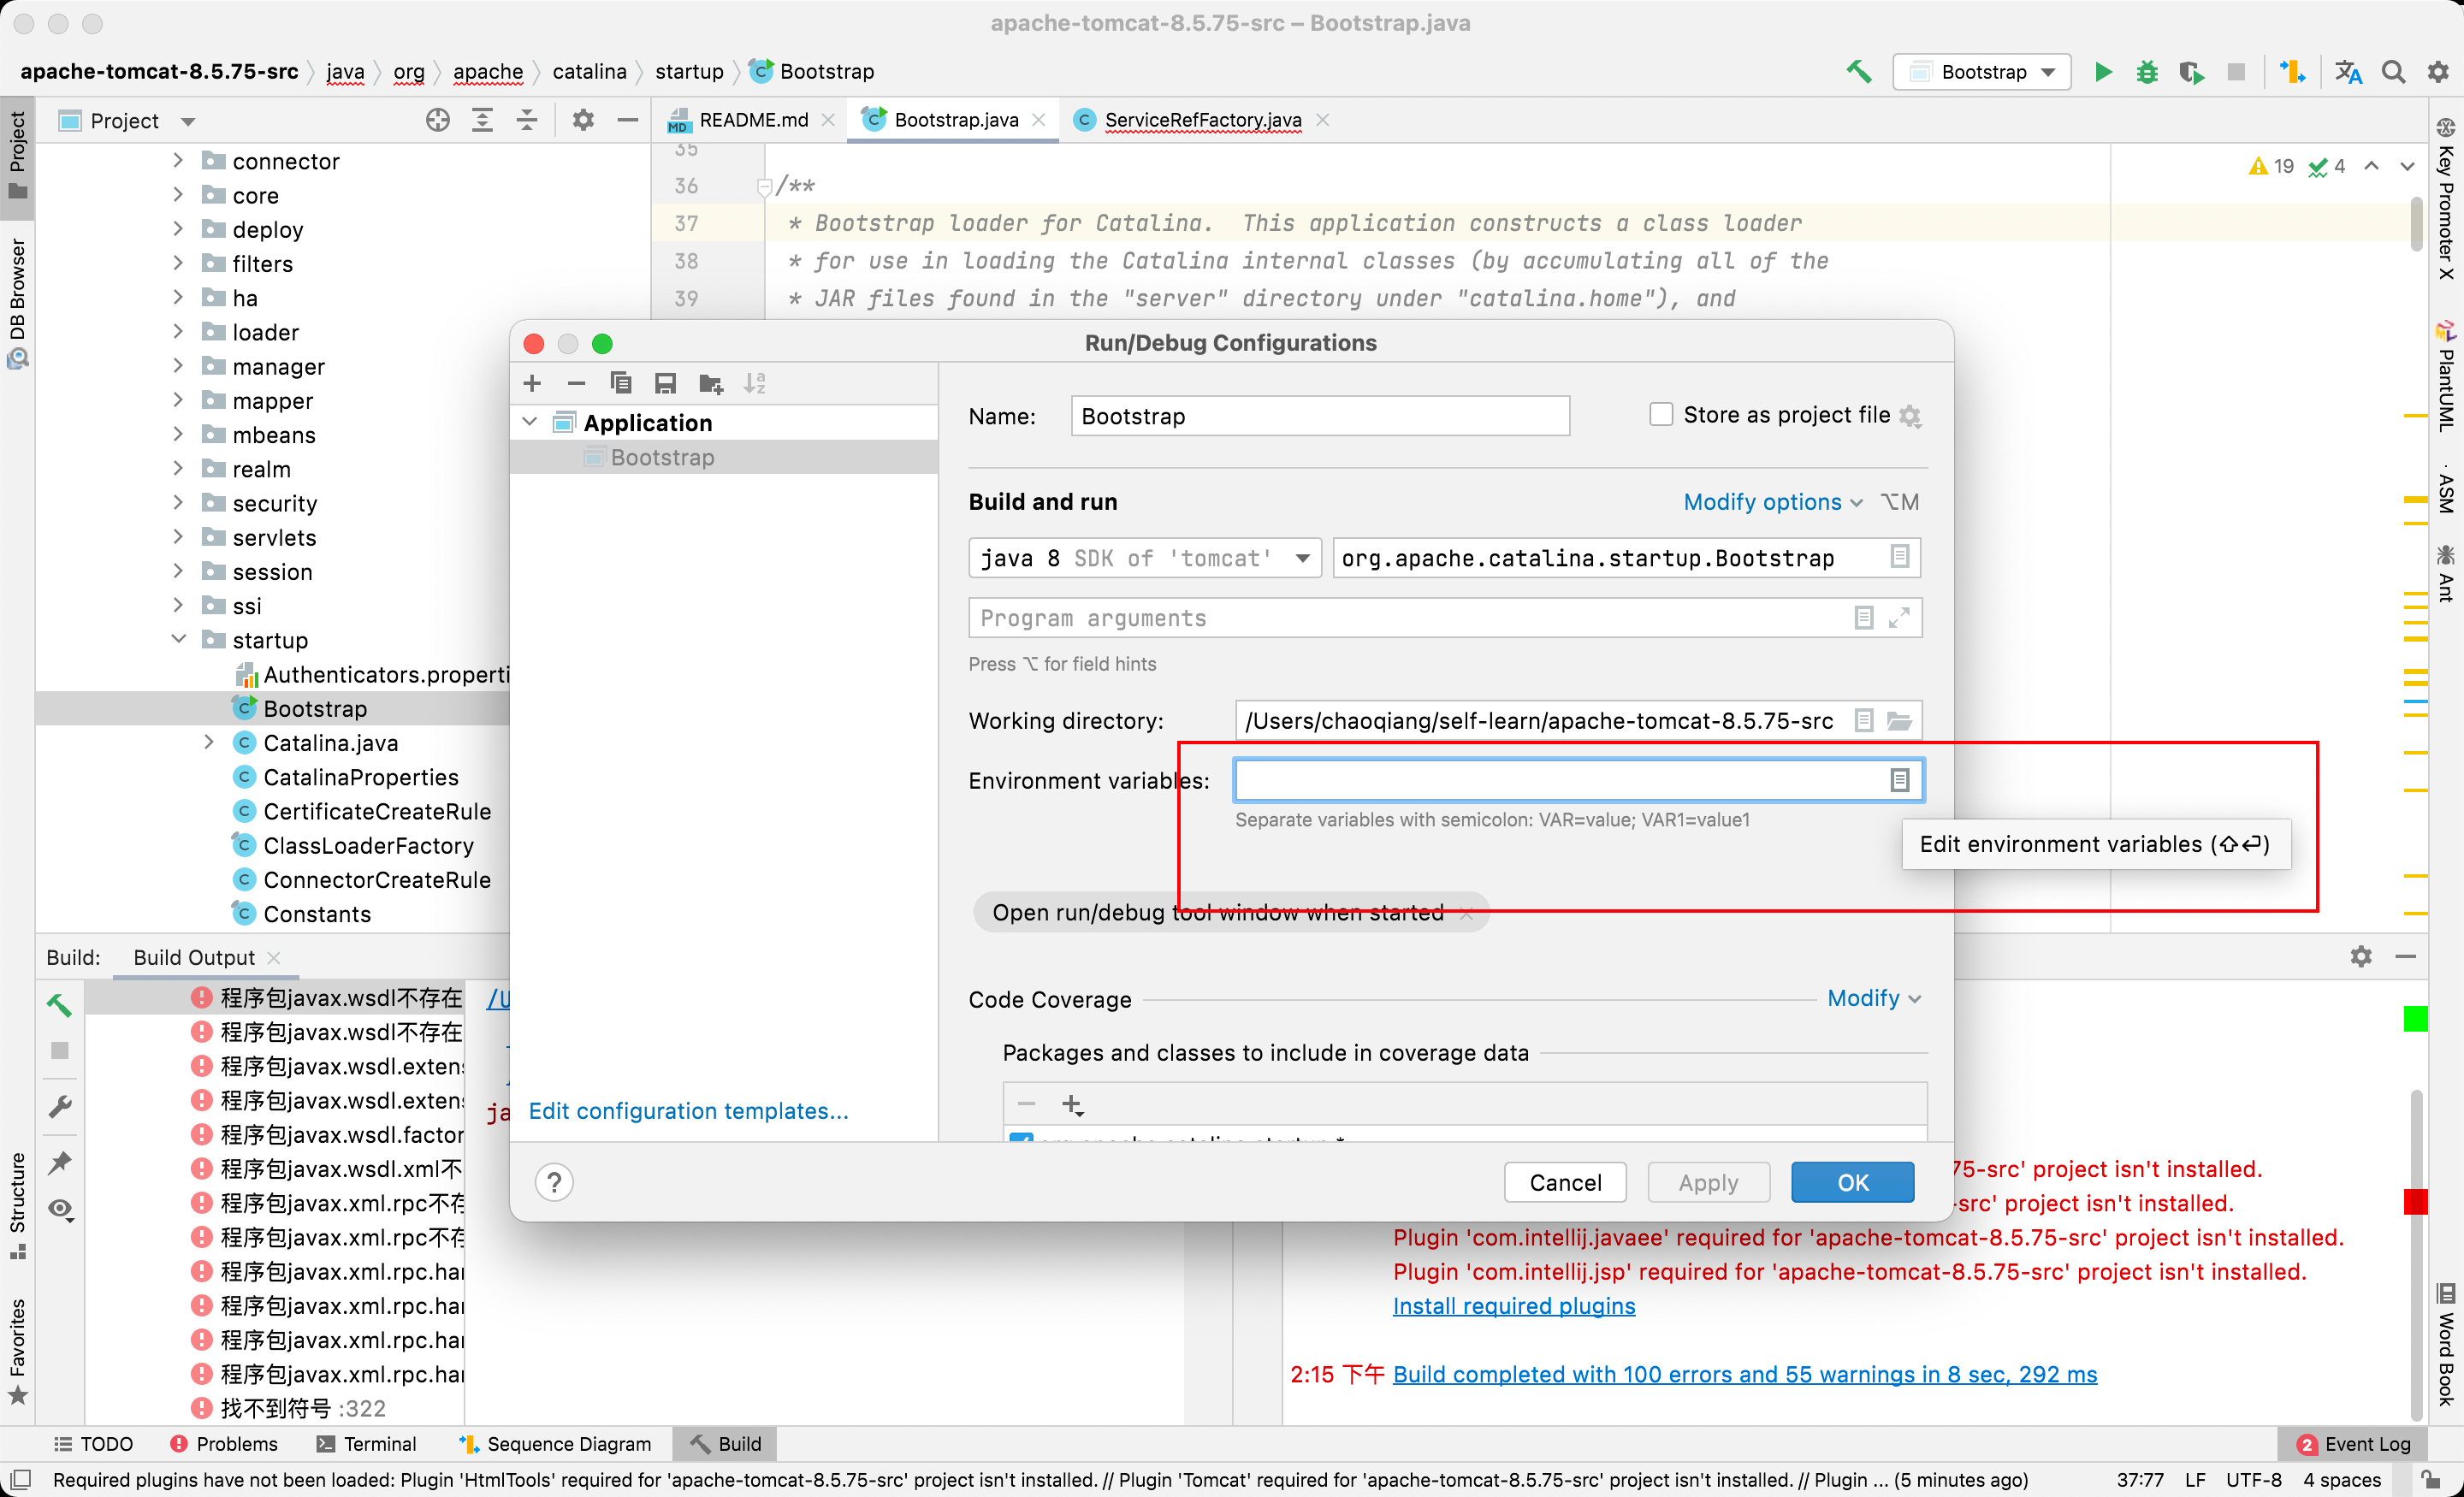 apache-tomcat-8.5.75-src – Bootstrap.java
apache-tomcat-8.5.75-src java org apache catalina startup Bootstrap
Bootstrap
Project
README.md
Bootstrap.java
ServiceRefFactory.java
Project
DB Browser
Structure
Favorites
connector
core
deploy
filters
ha
loader
manager
mapper
mbeans
realm
security
servlets
session
ssi
startup
Authenticators.properti
Bootstrap
Catalina.java
CatalinaProperties
CertificateCreateRule
ClassLoaderFactory
ConnectorCreateRule
Constants
35
36 /**
37 * Bootstrap loader for Catalina. This application constructs a class loader
38 * for use in loading the Catalina internal classes (by accumulating all of the
39 * JAR files found in the "server" directory under "catalina.home"), and
19 4
Key Promoter X
PlantUML
ASM
Ant
Word Book
Run/Debug Configurations
Application
Bootstrap
Edit configuration templates...
Name: Bootstrap
Store as project file
Build and run
Modify options ⌥M
java 8 SDK of 'tomcat'
org.apache.catalina.startup.Bootstrap
Program arguments
Press ⌥ for field hints
Working directory: /Users/chaoqiang/self-learn/apache-tomcat-8.5.75-src
Environment variables:
Separate variables with semicolon: VAR=value; VAR1=value1
Edit environment variables (⇧⏎)
Open run/debug tool window when started
Code Coverage
Modify
Packages and classes to include in coverage data
?
Cancel
Apply
OK
Build:
Build Output
程序包javax.wsdl不存在
程序包javax.wsdl不存在
程序包javax.wsdl.extens
程序包javax.wsdl.extens
程序包javax.wsdl.factor
程序包javax.wsdl.xml不
程序包javax.xml.rpc不存
程序包javax.xml.rpc不存
程序包javax.xml.rpc.han
程序包javax.xml.rpc.han
程序包javax.xml.rpc.han
程序包javax.xml.rpc.han
找不到符号 :322
/U
ja
75-src' project isn't installed.
-src' project isn't installed.
Plugin 'com.intellij.javaee' required for 'apache-tomcat-8.5.75-src' project isn't installed.
Plugin 'com.intellij.jsp' required for 'apache-tomcat-8.5.75-src' project isn't installed.
Install required plugins
2:15 下午 Build completed with 100 errors and 55 warnings in 8 sec, 292 ms
TODO
Problems
Terminal
Sequence Diagram
Build
2 Event Log
Required plugins have not been loaded: Plugin 'HtmlTools' required for 'apache-tomcat-8.5.75-src' project isn't installed. // Plugin 'Tomcat' required for 'apache-tomcat-8.5.75-src' project isn't installed. // Plugin ... (5 minutes ago)
37:77 LF UTF-8 4 spaces